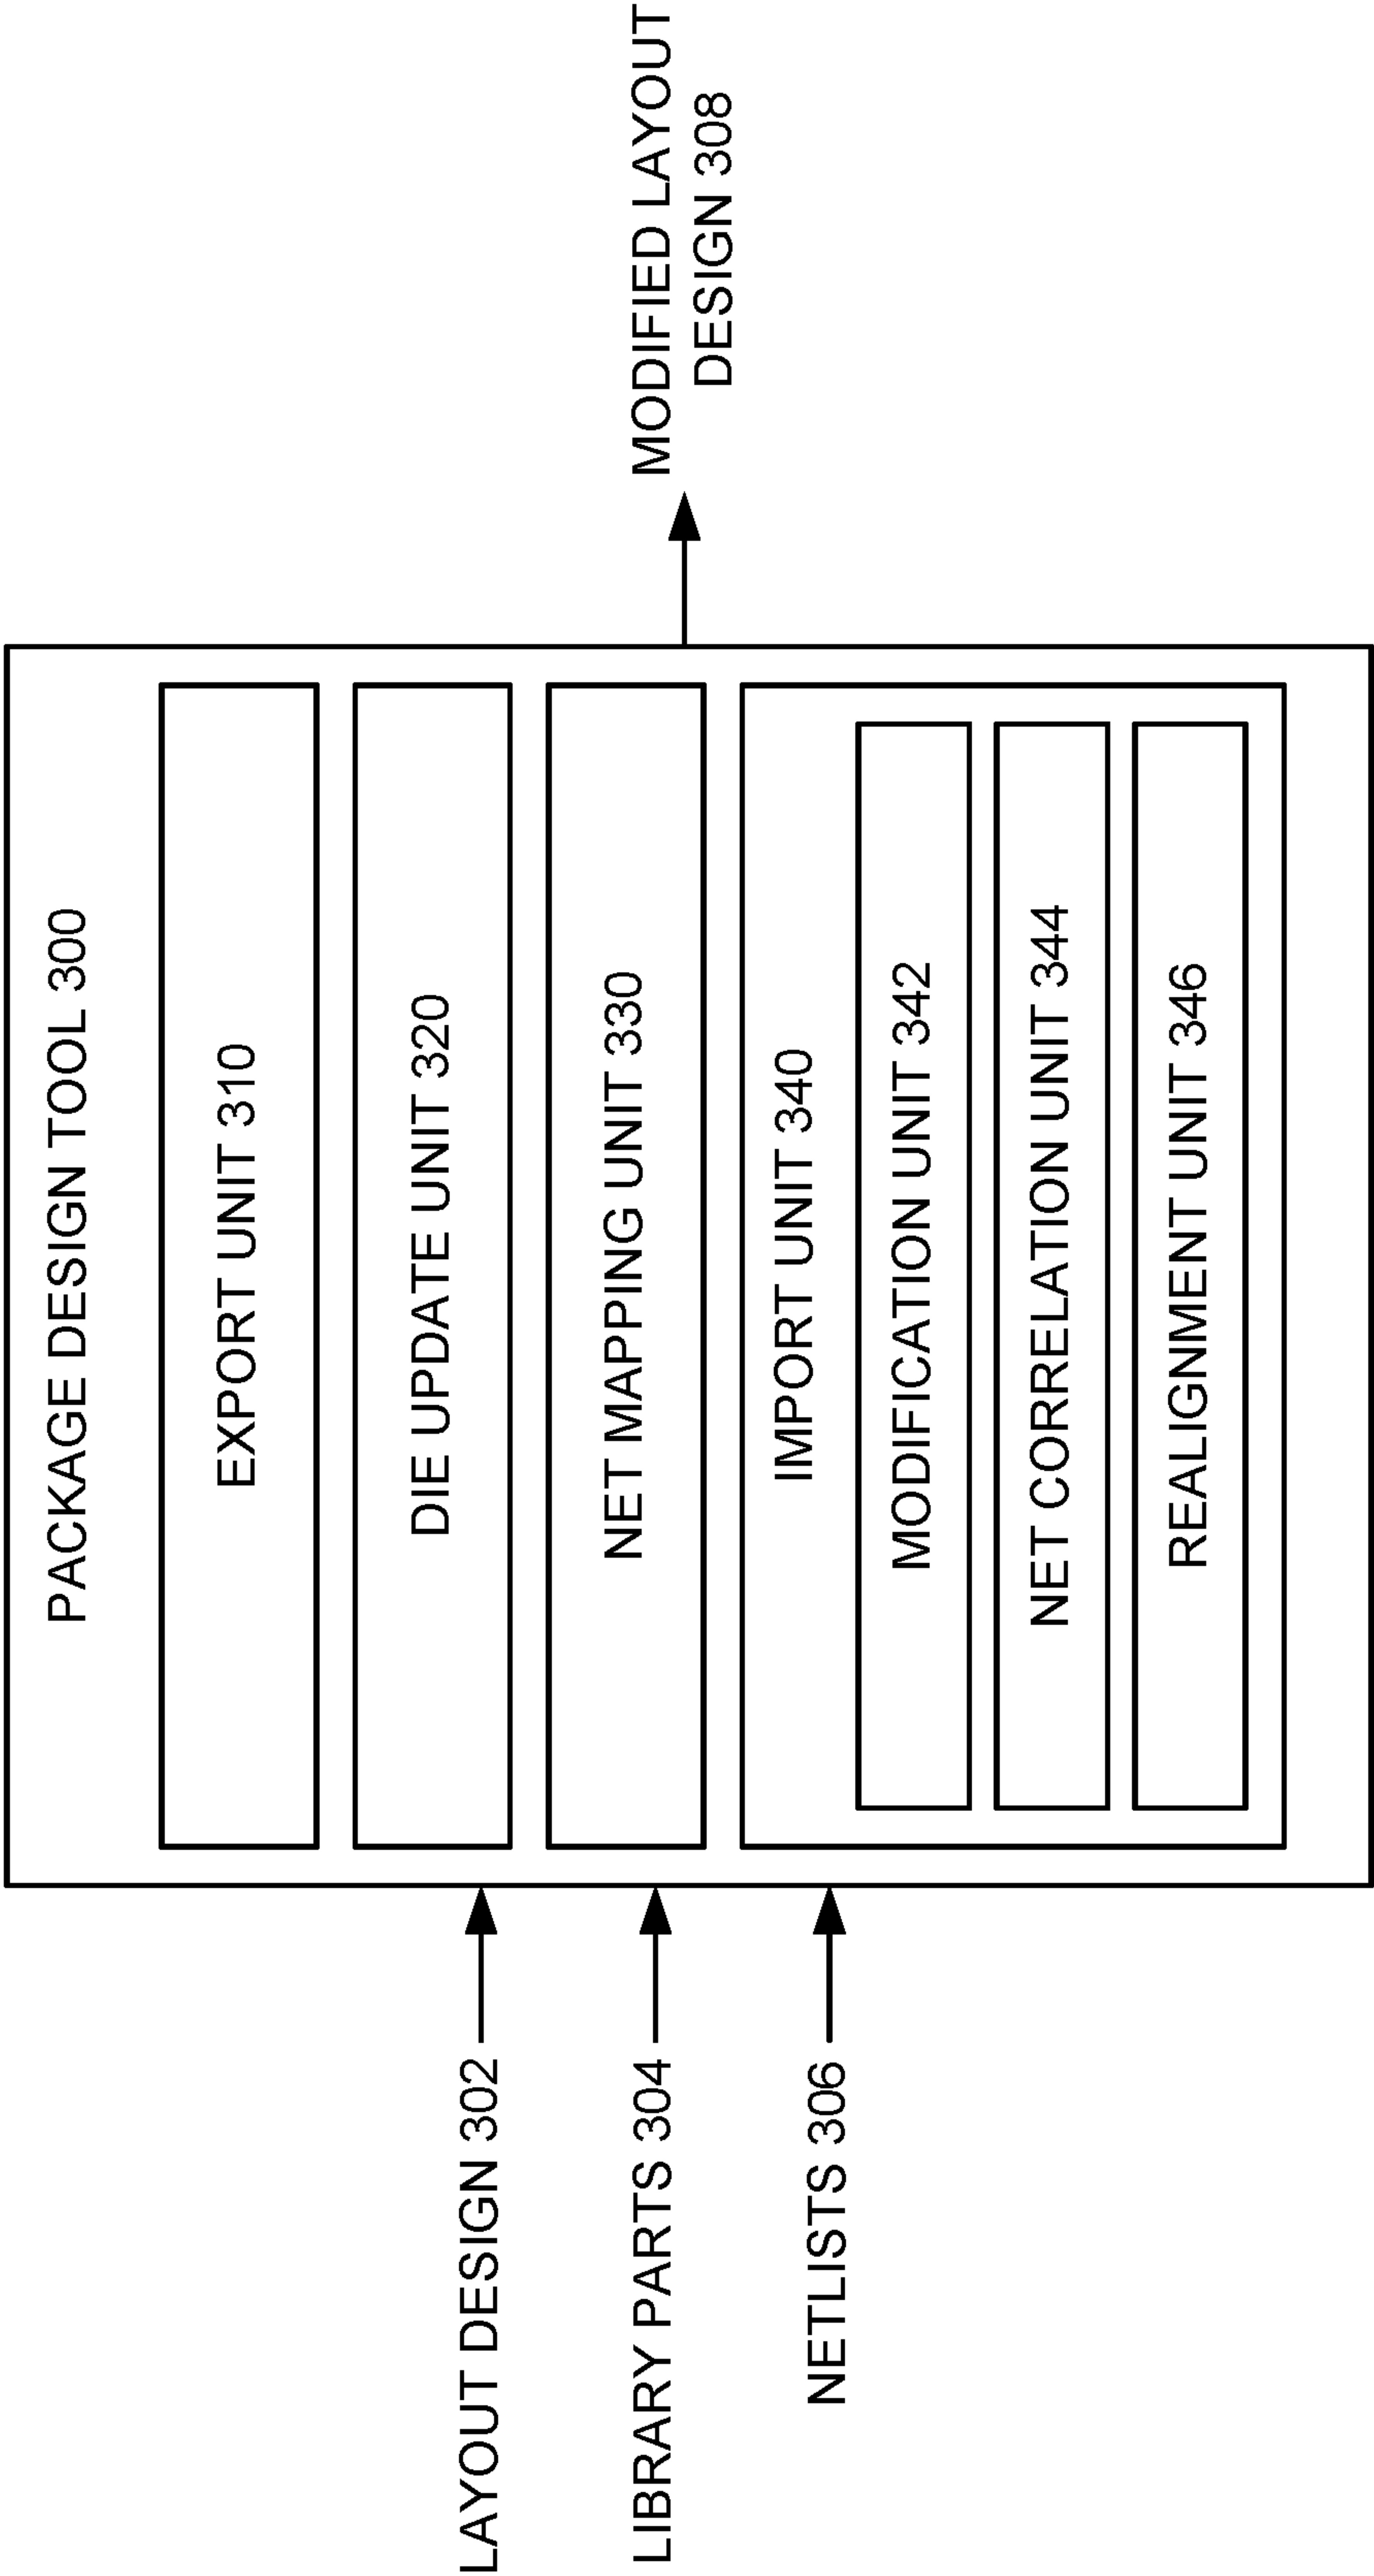 PACKAGE DESIGN TOOL 300
EXPORT UNIT 310
DIE UPDATE UNIT 320
NET MAPPING UNIT 330
IMPORT UNIT 340
MODIFICATION UNIT 342
NET CORRELATION UNIT 344
REALIGNMENT UNIT 346
LAYOUT DESIGN 302
LIBRARY PARTS 304
NETLISTS 306
MODIFIED LAYOUT
DESIGN 308